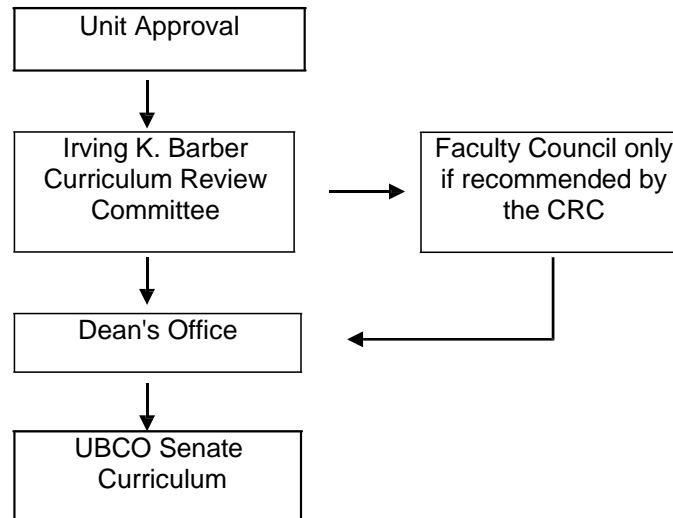 Unit Approval
Irving K. Barber
Curriculum Review
Committee
Faculty Council only
if recommended by
the CRC
Dean's Office
UBCO Senate
Curriculum